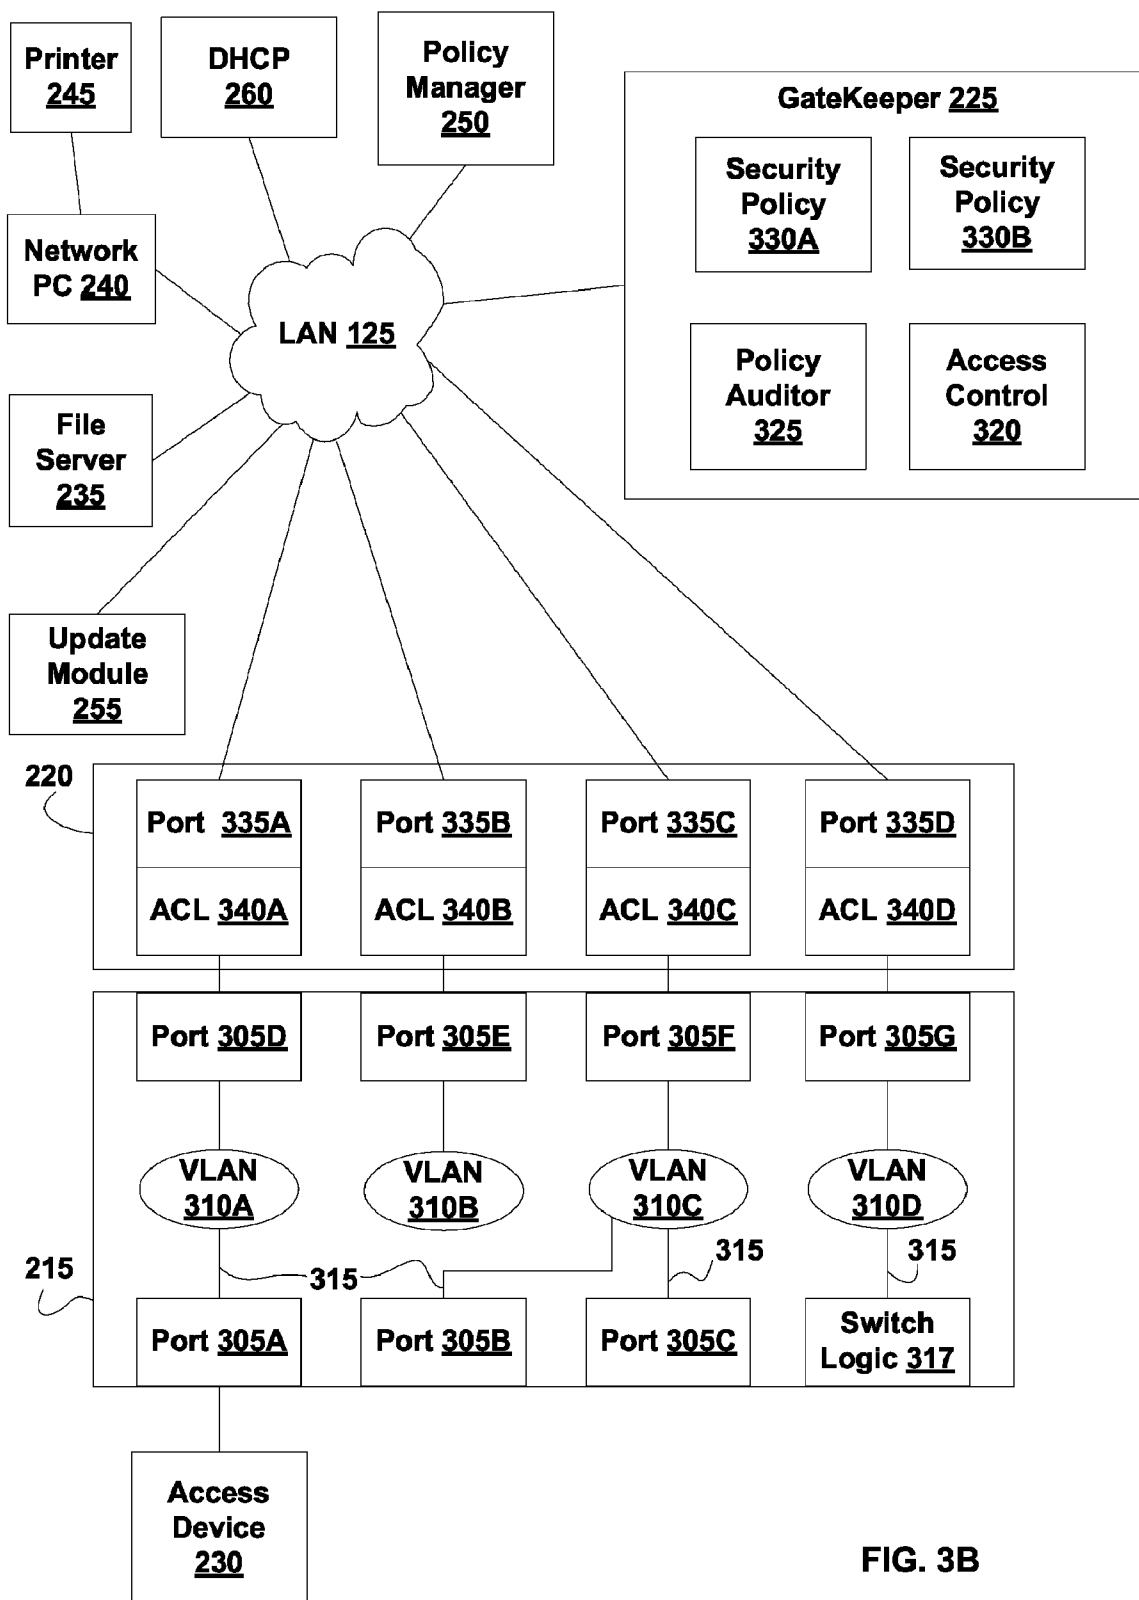 Printer
245
DHCP
260
Policy
Manager
250
GateKeeper 225
Security
Policy
330A
Security
Policy
330B
Policy
Auditor
325
Access
Control
320
Network
PC 240
LAN 125
File
Server
235
Update
Module
255
220
Port 335A
Port 335B
Port 335C
Port 335D
ACL 340A
ACL 340B
ACL 340C
ACL 340D
Port 305D
Port 305E
Port 305F
Port 305G
VLAN
310A
VLAN
310B
VLAN
310C
VLAN
310D
215
315
315
315
Port 305A
Port 305B
Port 305C
Switch
Logic 317
Access
Device
230
FIG. 3B